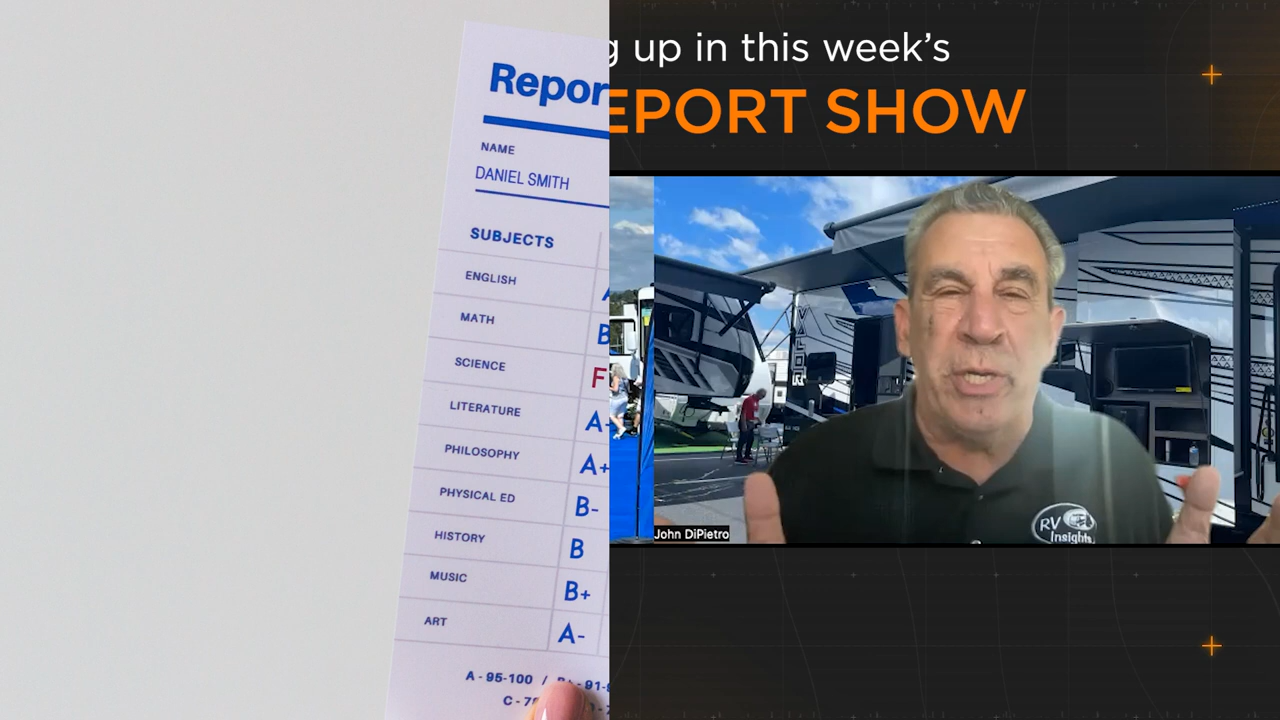 Repor
NAME
DANIEL SMITH
SUBJECTS
ENGLISH
MATH B
SCIENCE F
LITERATURE A-
PHILOSOPHY A+
PHYSICAL ED B-
HISTORY B
MUSIC B+
ART A-
A - 95-100 /
g up in this week's
EPORT SHOW
John DiPietro
RV
Insights